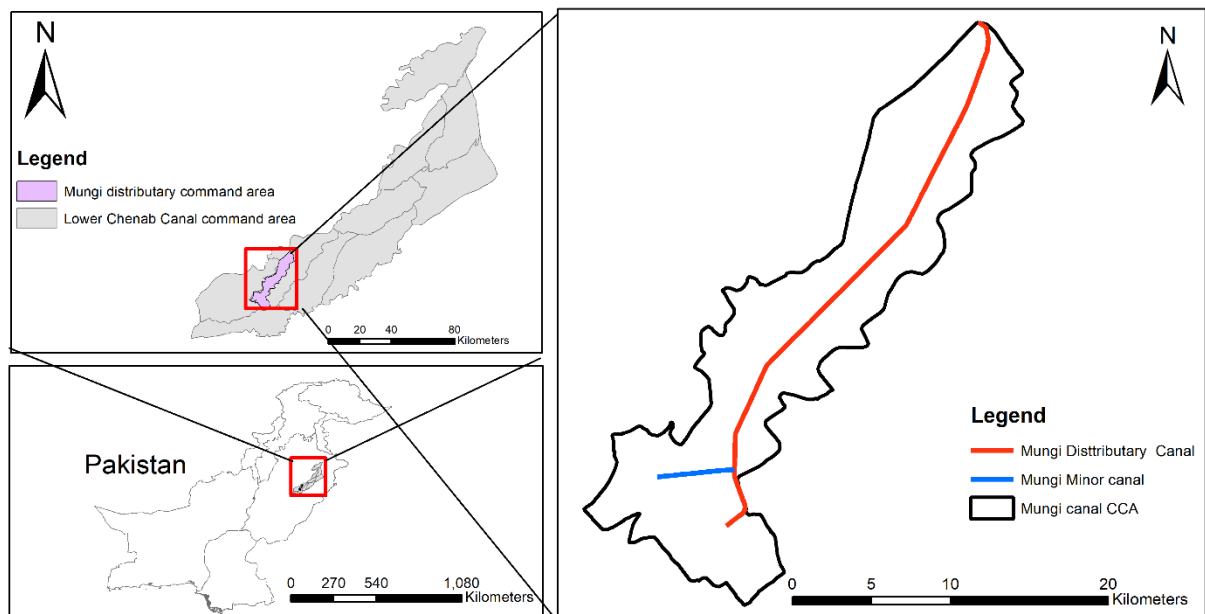 N
Legend
Mungi distributary command area
Lower Chenab Canal command area
0 20 40 80
Kilometers
Pakistan
0 270 540 1,080
Kilometers
N
Legend
Mungi Disttributary Canal
Mungi Minor canal
Mungi canal CCA
0 5 10 20
Kilometers